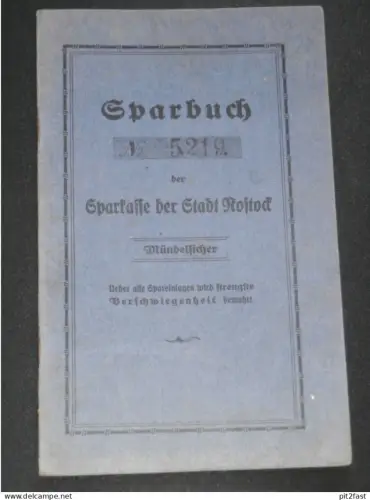 Sparbuch
№ 5219
der
Sparkasse der Stadt Rostock
Mündelsicher
Ueber alle Spareinlagen wird strengste
Verschwiegenheit bewahrt
www.delcampe.net
pit2fast